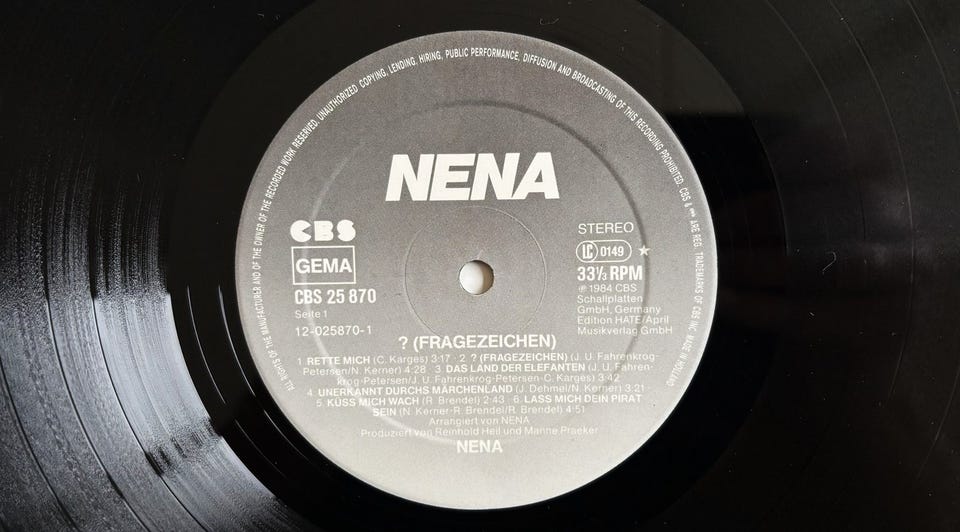 ALL RIGHTS OF THE MANUFACTURER AND OF THE OWNER OF THE RECORDED WORK RESERVED. UNAUTHORIZED COPYING, LENDING, HIRING, PUBLIC PERFORMANCE, DIFFUSION AND BROADCASTING OF THIS RECORDING PROHIBITED. CBS & ARE REG. TRADEMARKS OF CBS INC. MADE IN HOLLAND
NENA
CBS
GEMA
CBS 25 870
Seite 1
12-025870-1
STEREO
LC 0149 ★
33⅓ RPM
℗ 1984 CBS
Schallplatten
GmbH, Germany
Edition HATE/April
Musikverlag GmbH
? (FRAGEZEICHEN)
1. RETTE MICH (C. Karges) 3:17 · 2. ? (FRAGEZEICHEN) (J. U. Fahrenkrog-
Petersen/N. Kerner) 4:28 3. DAS LAND DER ELEFANTEN (J. U. Fahren-
krog-Petersen/J. U. Fahrenkrog-Petersen-C. Karges) 3:42
4. UNERKANNT DURCHS MÄRCHENLAND (J. Dehmel/N. Kerner) 3:21
5. KÜSS MICH WACH (R. Brendel) 2:43 · 6. LASS MICH DEIN PIRAT
SEIN (N. Kerner-R. Brendel/R. Brendel) 4:51
Arrangiert von NENA
Produziert von Reinhold Heil und Manne Praeker
NENA